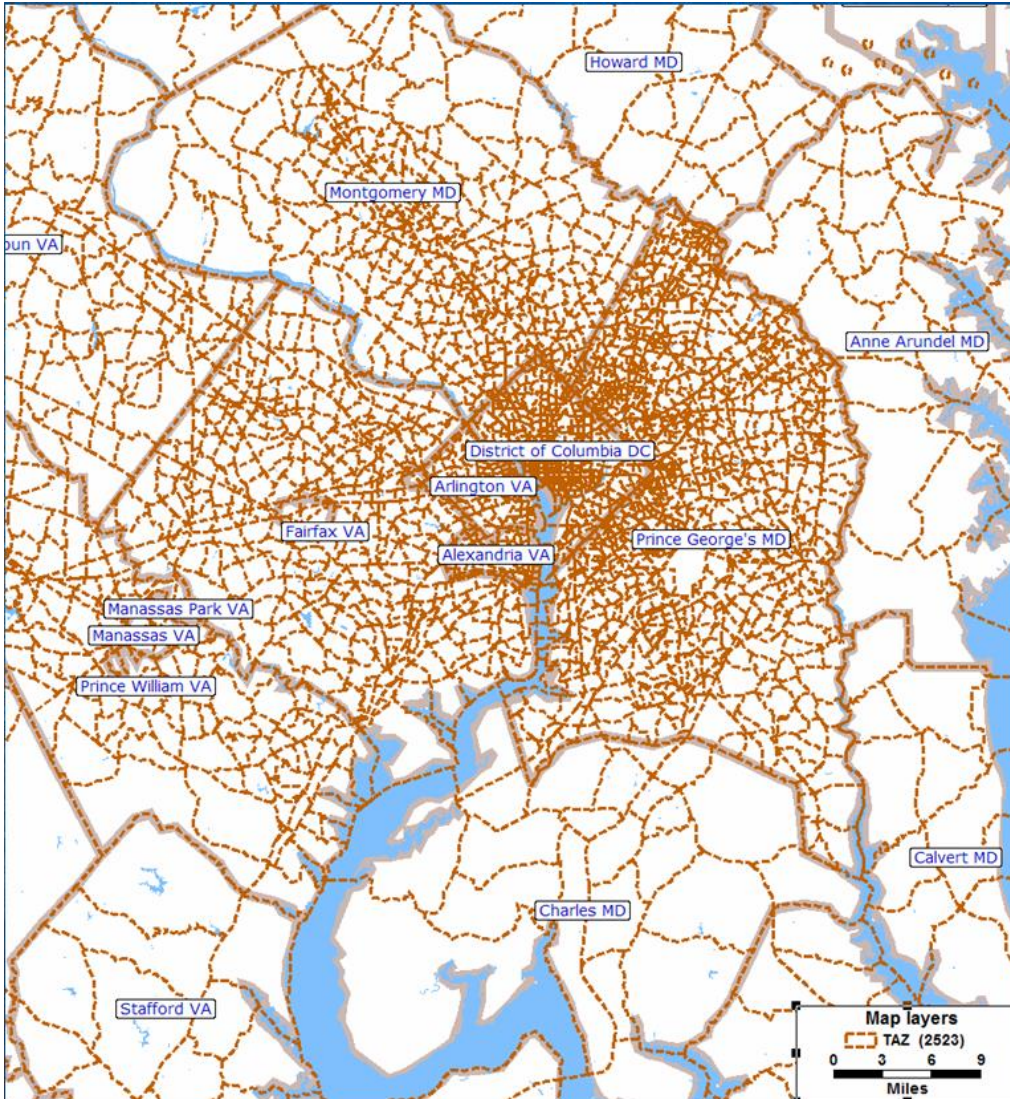 Howard MD
Montgomery MD
oun VA
Anne Arundel MD
District of Columbia DC
Arlington VA
Fairfax VA
Prince George's MD
Alexandria VA
Manassas Park VA
Manassas VA
Prince William VA
Calvert MD
Charles MD
Stafford VA
Map layers
TAZ (2523)
0 3 6 9
Miles